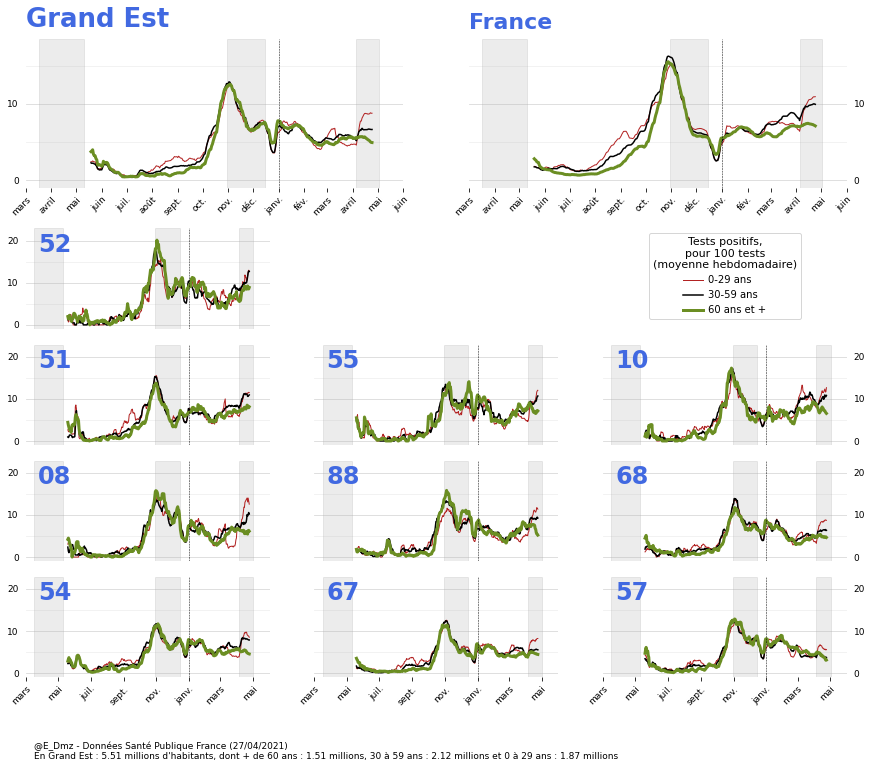 Grand Est France
10 10
0 0
mars avril mai juin juil. août sept. oct. nov. déc. janv. fév. mars avril mai juin
mars avril mai juin juil. août sept. oct. nov. déc. janv. fév. mars avril mai juin
52
20
10
0
Tests positifs,
pour 100 tests
(moyenne hebdomadaire)
0-29 ans
30-59 ans
60 ans et +
51 55 10
20 20
10 10
0 0
08 88 68
20 20
10 10
0 0
54 67 57
20 20
10 10
0 0
mars mai juil. sept. nov. janv. mars mai
mars mai juil. sept. nov. janv. mars mai
mars mai juil. sept. nov. janv. mars mai
@E_Dmz - Données Santé Publique France (27/04/2021)
En Grand Est : 5.51 millions d'habitants, dont + de 60 ans : 1.51 millions, 30 à 59 ans : 2.12 millions et 0 à 29 ans : 1.87 millions